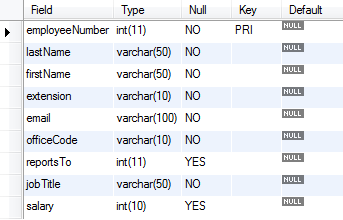 Field Type Null Key Default
employeeNumber int(11) NO PRI NULL
lastName varchar(50) NO NULL
firstName varchar(50) NO NULL
extension varchar(10) NO NULL
email varchar(100) NO NULL
officeCode varchar(10) NO NULL
reportsTo int(11) YES NULL
jobTitle varchar(50) NO NULL
salary int(10) YES NULL